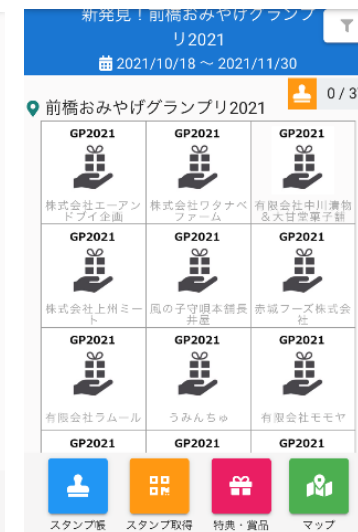 新発見！前橋おみやげグランプ
リ2021
2021/10/18 ～ 2021/11/30
0 / 3
前橋おみやげグランプリ2021
GP2021 GP2021 GP2021
株式会社エーアン 株式会社ワタナベ 有限会社中川漬物
ドブイ企画 ファーム &大甘堂菓子舗
GP2021 GP2021 GP2021
株式会社上州ミー 風の子守唄本舗長 赤城フーズ株式会
ト 井屋 社
GP2021 GP2021 GP2021
有限会社ラムール うみんちゅ 有限会社モモヤ
GP2021 GP2021 GP2021
スタンプ帳 スタンプ取得 特典・賞品 マップ